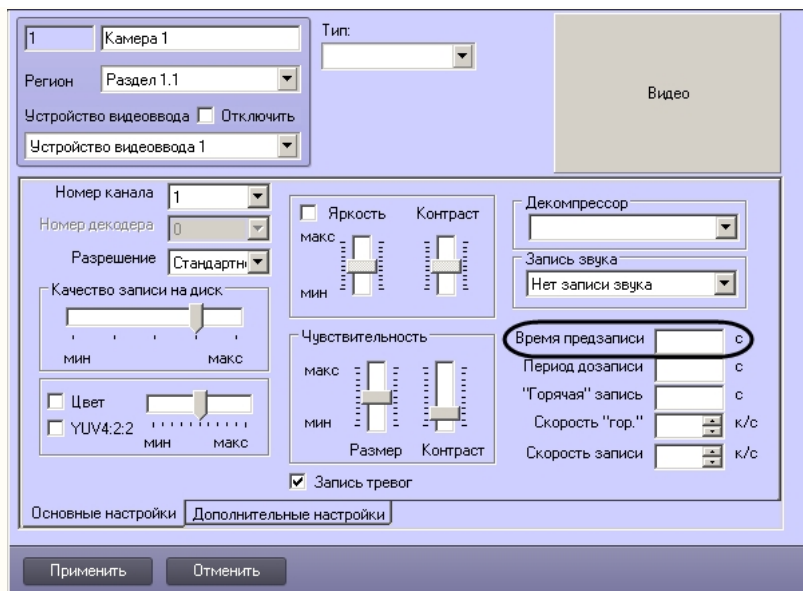 1 Камера 1
Тип:
Регион Раздел 1.1
Видео
Устройство видеоввода Отключить
Устройство видеоввода 1
Номер канала 1
Номер декодера 0
Разрешение Стандартн
Качество записи на диск
мин макс
Цвет
YUV4:2:2
мин макс
Яркость Контраст
макс
мин
Чувствительность
макс
мин
Размер Контраст
Запись тревог
Декомпрессор
Запись звука
Нет записи звука
Время предзаписи с
Период дозаписи с
"Горячая" запись с
Скорость "гор." к/с
Скорость записи к/с
Основные настройки Дополнительные настройки
Применить Отменить